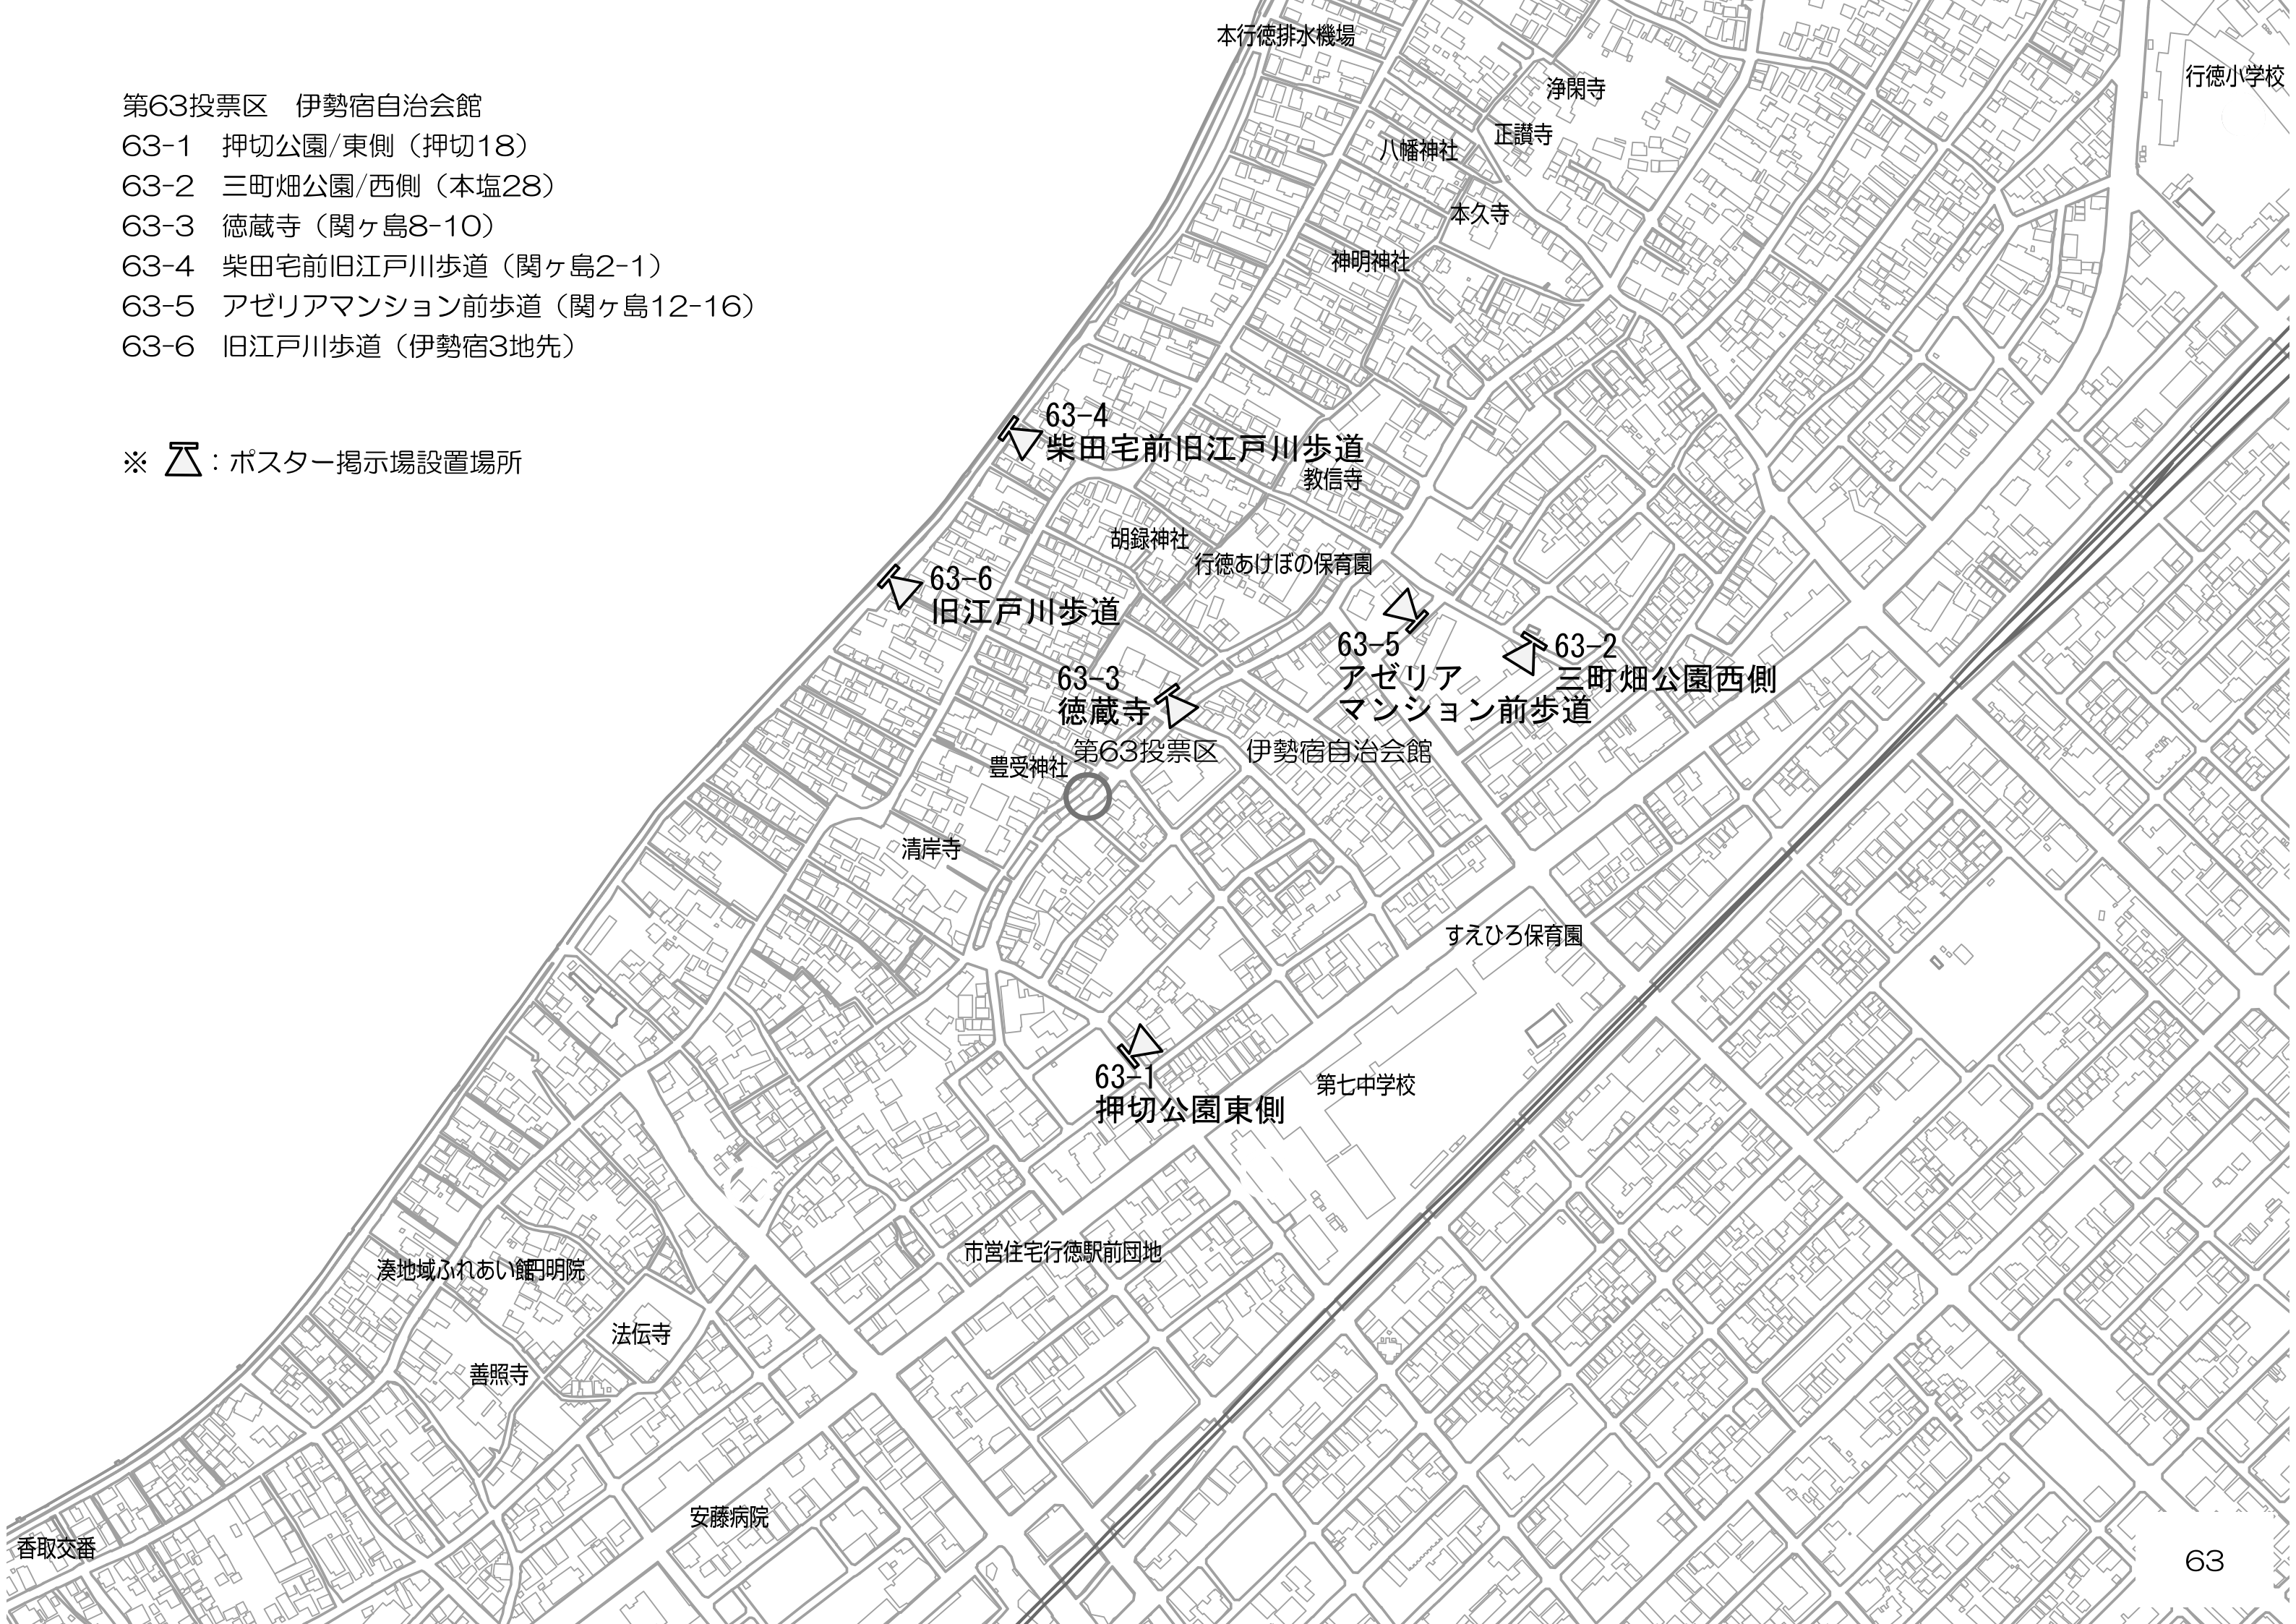 第63投票区　伊勢宿自治会館
63-1　押切公園/東側（押切18）
63-2　三町畑公園/西側（本塩28）
63-3　徳蔵寺（関ヶ島8-10）
63-4　柴田宅前旧江戸川歩道（関ヶ島2-1）
63-5　アゼリアマンション前歩道（関ヶ島12-16）
63-6　旧江戸川歩道（伊勢宿3地先）
※　：ポスター掲示場設置場所
本行徳排水機場
行徳小学校
浄閑寺
正讃寺
八幡神社
本久寺
神明神社
63-4
柴田宅前旧江戸川歩道
教信寺
胡録神社
行徳あけぼの保育園
63-6
旧江戸川歩道
63-5
アゼリア
マンション前歩道
63-2
三町畑公園西側
63-3
徳蔵寺
第63投票区　伊勢宿自治会館
豊受神社
清岸寺
すえひろ保育園
63-1
押切公園東側
第七中学校
市営住宅行徳駅前団地
湊地域ふれあい館
円明院
法伝寺
善照寺
安藤病院
香取交番
63